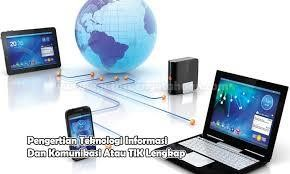 Pengertian Teknologi Informasi
Dan Komunikasi Atau TIK Lengkap